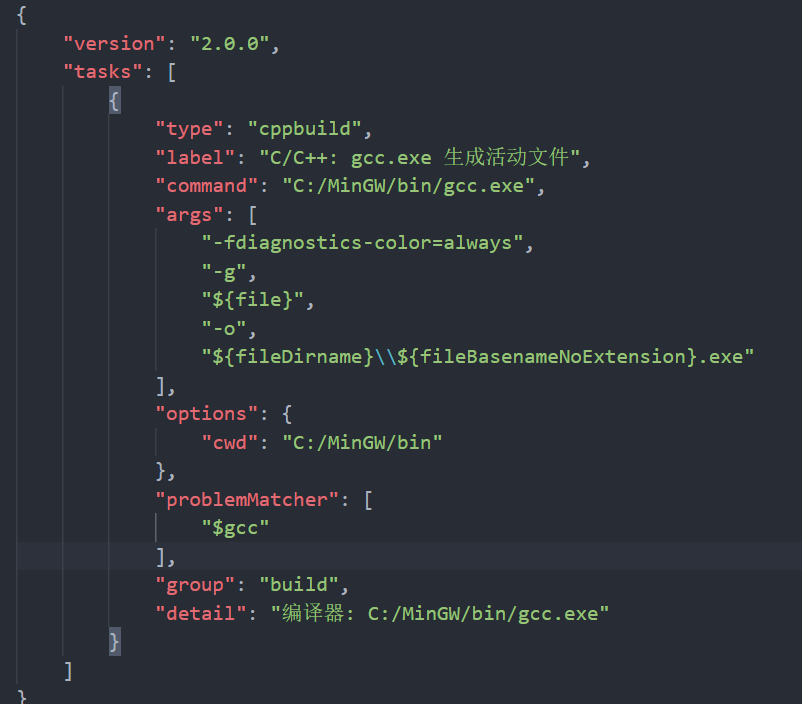 {
    "version": "2.0.0",
    "tasks": [
        {
            "type": "cppbuild",
            "label": "C/C++: gcc.exe 生成活动文件",
            "command": "C:/MinGW/bin/gcc.exe",
            "args": [
                "-fdiagnostics-color=always",
                "-g",
                "${file}",
                "-o",
                "${fileDirname}\\${fileBasenameNoExtension}.exe"
            ],
            "options": {
                "cwd": "C:/MinGW/bin"
            },
            "problemMatcher": [
                "$gcc"
            ],
            "group": "build",
            "detail": "编译器: C:/MinGW/bin/gcc.exe"
        }
    ]
}